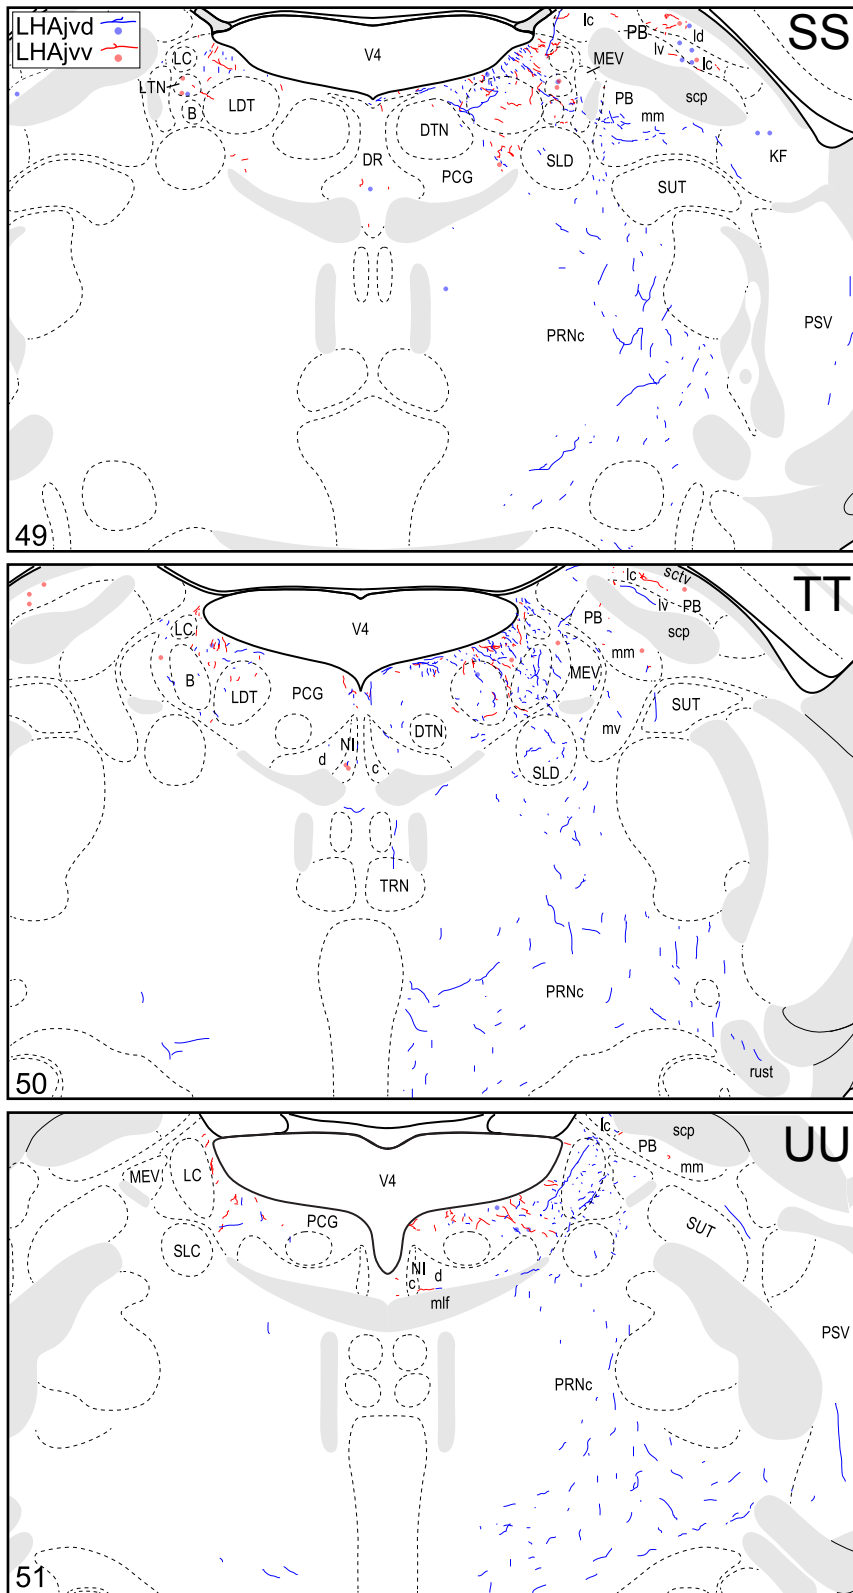 LHAjvd
LHAjvv
SS
V4
lc
PB
ld
lv
lc
LC
MEV
LTN
LDT
B
DTN
PB
mm
scp
DR
PCG
SLD
KF
SUT
PRNc
PSV
49
TT
lc
sctv
lv
PB
V4
LC
PB
scp
mm
B
LDT
PCG
MEV
SUT
DTN
NI
d
c
mv
SLD
TRN
PRNc
rust
50
UU
lc
scp
PB
mm
MEV
LC
V4
PCG
SUT
SLC
NI
d
c
mlf
PSV
PRNc
51